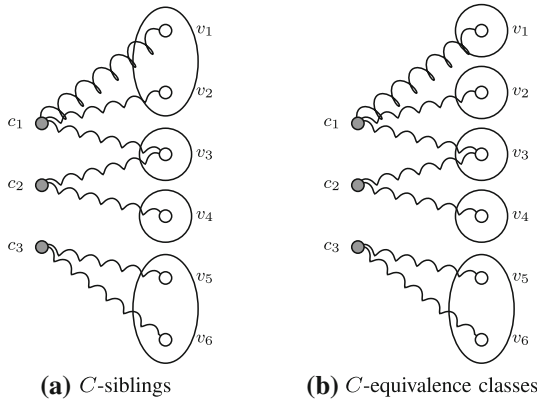 v₁ v₁
v₂ v₂
c₁ c₁
v₃ v₃
c₂ c₂
v₄ v₄
c₃ c₃
v₅ v₅
v₆ v₆
(a) C-siblings (b) C-equivalence classes